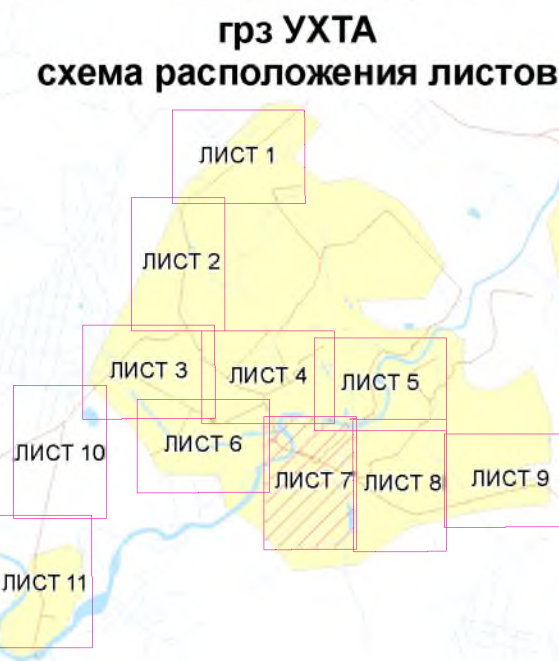 грз УХТА
схема расположения листов
ЛИСТ 1
ЛИСТ 2
ЛИСТ 3
ЛИСТ 4
ЛИСТ 5
ЛИСТ 6
ЛИСТ 10
ЛИСТ 7
ЛИСТ 8
ЛИСТ 9
ЛИСТ 11